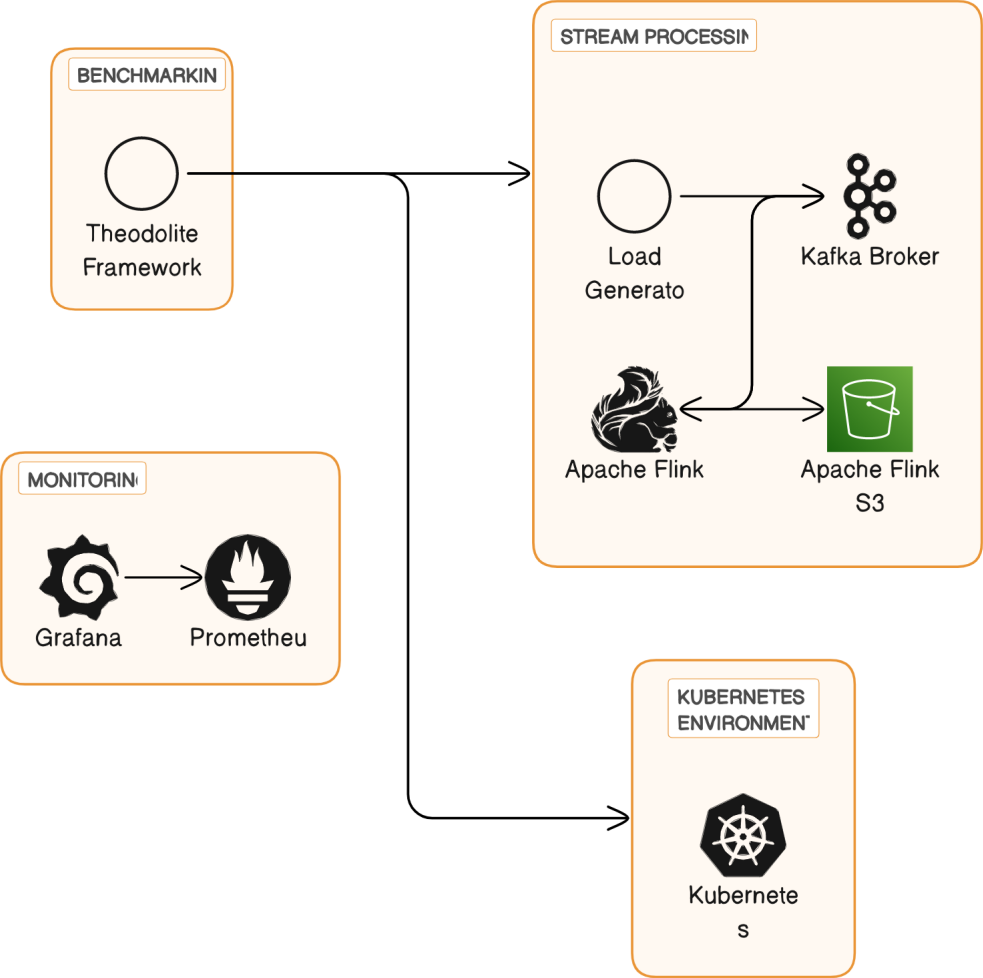 STREAM PROCESSIN
BENCHMARKIN
Theodolite
Framework
Load
Generato
Kafka Broker
Apache Flink
Apache Flink
S3
MONITORIN
Grafana
Prometheu
KUBERNETES
ENVIRONMENT
Kubernete
s